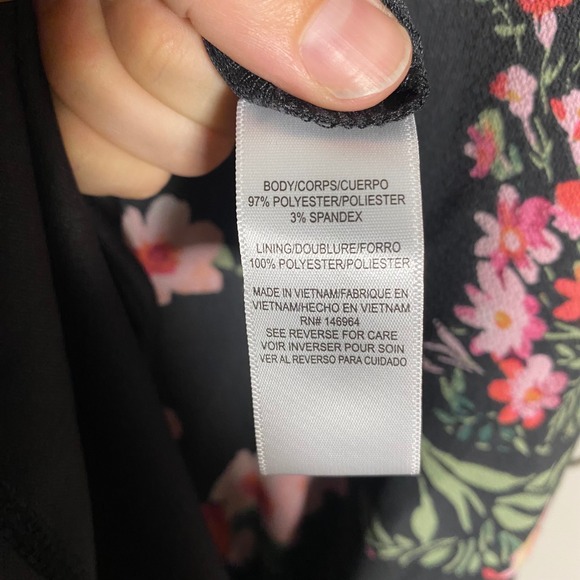 BODY/CORPS/CUERPO
97% POLYESTER/POLIESTER
3% SPANDEX
LINING/DOUBLURE/FORRO
100% POLYESTER/POLIESTER
MADE IN VIETNAM/FABRIQUE EN
VIETNAM/HECHO EN VIETNAM
RN# 146964
SEE REVERSE FOR CARE
VOIR INVERSER POUR SOIN
VER AL REVERSO PARA CUIDADO